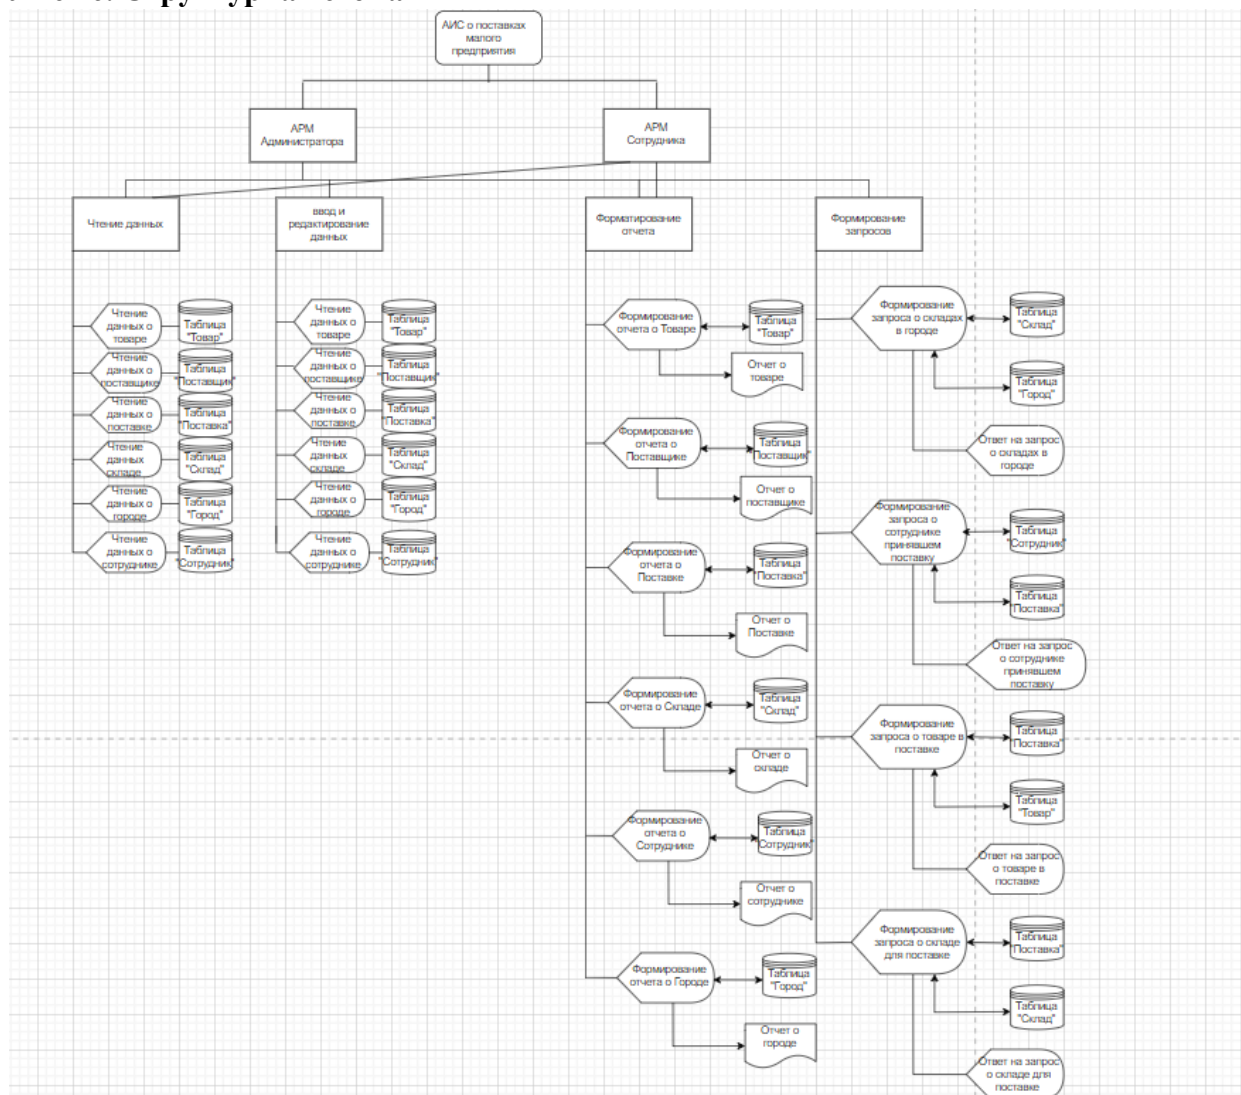 АИС о поставках
малого
предприятия
АРМ
Администратора
АРМ
Сотрудника
Чтение данных
ввод и
редактирование
данных
Форматирование
отчета
Формирование
запросов
Чтение
данных о
товаре
Таблица
"Товар"
Чтение
данных о
поставщике
Таблица
"Поставщик"
Чтение
данных о
поставке
Таблица
"Поставка"
Чтение
данных
складе
Таблица
"Склад"
Чтение
данных о
городе
Таблица
"Город"
Чтение
данных о
сотруднике
Таблица
"Сотрудник"
Чтение
данных о
товаре
Таблица
"Товар"
Чтение
данных о
поставщике
Таблица
"Поставщик"
Чтение
данных о
поставке
Таблица
"Поставка"
Чтение
данных
складе
Таблица
"Склад"
Чтение
данных о
городе
Таблица
"Город"
Чтение
данных о
сотруднике
Таблица
"Сотрудник"
Формирование
отчета о Товаре
Таблица
"Товар"
Отчет о
товаре
Формирование
отчета о
Поставщике
Таблица
"Поставщик"
Отчет о
поставщике
Формирование
отчета о
Поставке
Таблица
"Поставка"
Отчет о
Поставке
Формирование
отчета о Складе
Таблица
"Склад"
Отчет о
складе
Формирование
отчета о
Сотруднике
Таблица
"Сотрудник"
Отчет о
сотруднике
Формирование
отчета о Городе
Таблица
"Город"
Отчет о
городе
Формирование
запроса о складах
в городе
Таблица
"Склад"
Таблица
"Город"
Ответ на запрос
о складах в
городе
Формирование
запроса о
сотруднике
принявшем
поставку
Таблица
"Сотрудник"
Таблица
"Поставка"
Ответ на запрос
о сотруднике
принявшем
поставку
Формирование
запроса о товаре в
поставке
Таблица
"Поставка"
Таблица
"Товар"
Ответ на запрос
о товаре в
поставке
Формирование
запроса о складе
для поставке
Таблица
"Поставка"
Таблица
"Склад"
Ответ на запрос
о складе для
поставке